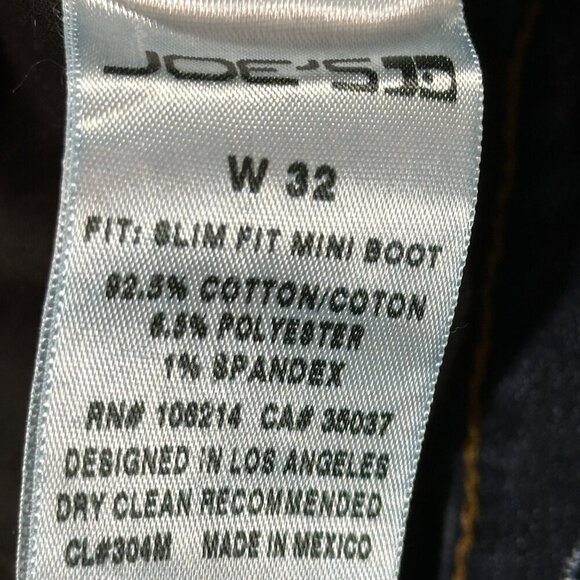 JOE'S
W 32
FIT: SLIM FIT MINI BOOT
92.5% COTTON/COTON
6.5% POLYESTER
1% SPANDEX
RN# 106214 CA# 35037
DESIGNED IN LOS ANGELES
DRY CLEAN RECOMMENDED
CL#304M MADE IN MEXICO